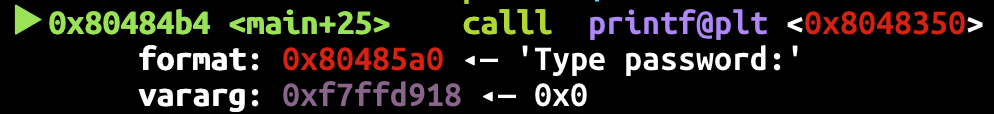 ►0x80484b4 <main+25>    calll  printf@plt <0x8048350>
format: 0x80485a0 ◂— 'Type password:'
vararg: 0xf7ffd918 ◂— 0x0